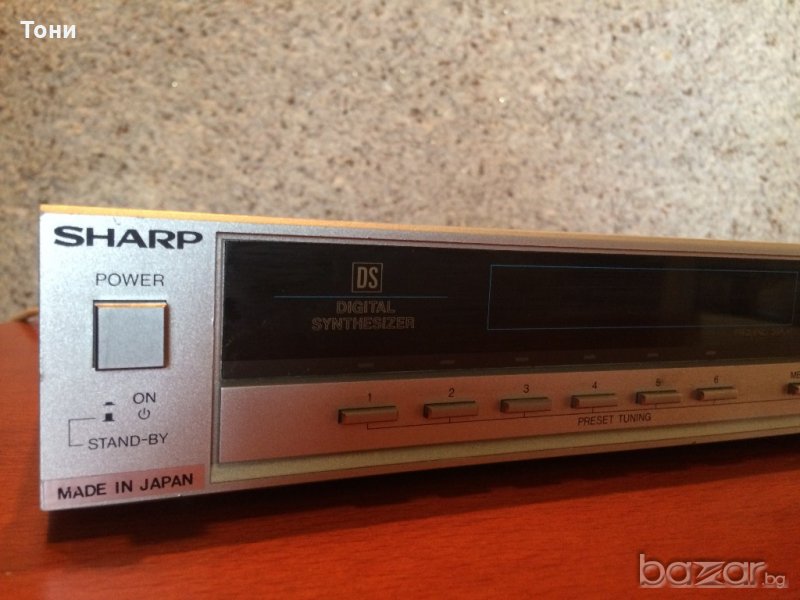 Тони
SHARP
POWER
ON
STAND-BY
MADE IN JAPAN
DS
DIGITAL
SYNTHESIZER
1 2 3 4 5 6
PRESET TUNING
bazar.bg